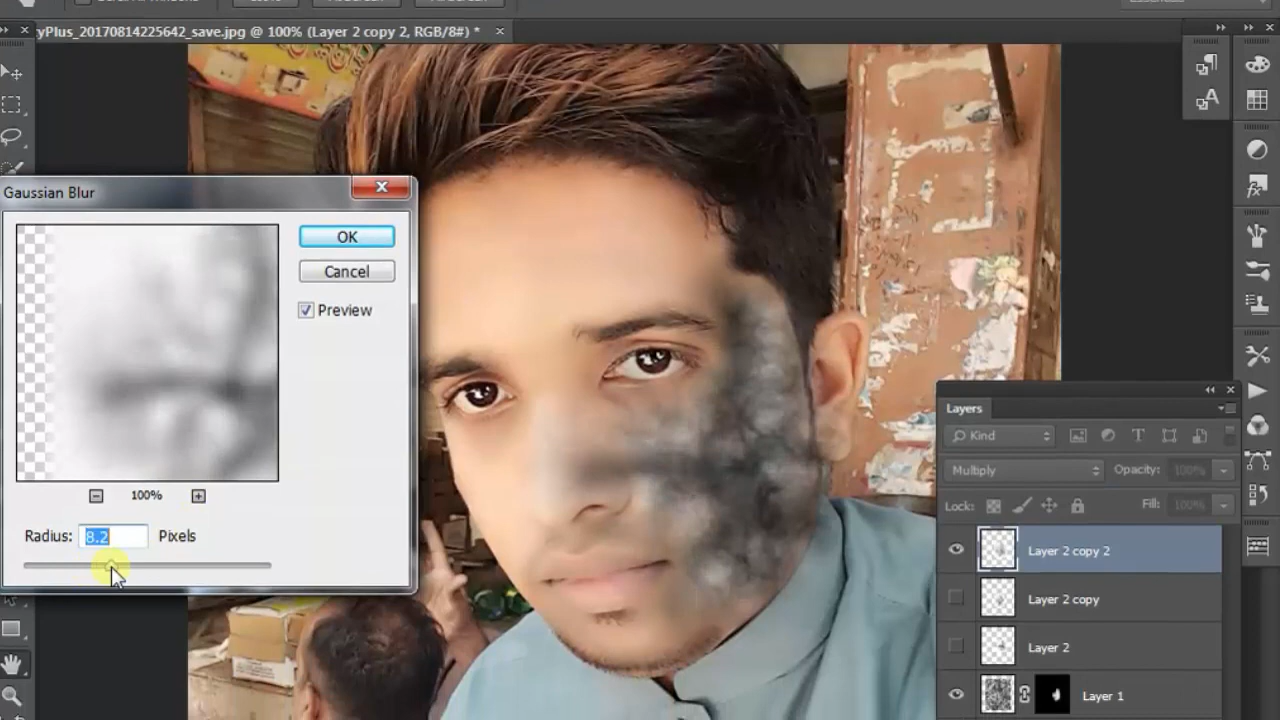 yPlus_20170814225642_save.jpg @ 100% (Layer 2 copy 2, RGB/8#) *
Gaussian Blur
OK
Cancel
Preview
100%
Radius: 8.2 Pixels
Layers
Kind
Multiply Opacity: 100%
Lock: Fill: 100%
Layer 2 copy 2
Layer 2 copy
Layer 2
Layer 1